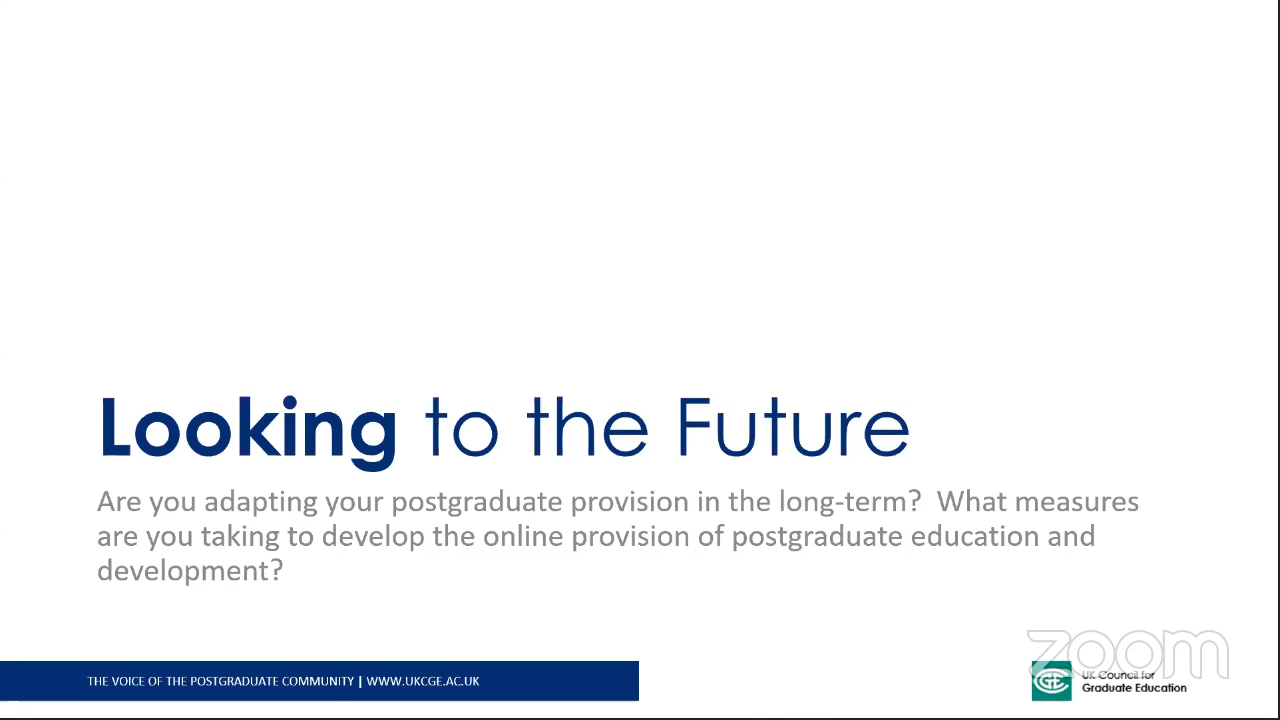 Looking to the Future
Are you adapting your postgraduate provision in the long-term?  What measures
are you taking to develop the online provision of postgraduate education and
development?
zoom
THE VOICE OF THE POSTGRADUATE COMMUNITY | WWW.UKCGE.AC.UK
CGE
UK Council for
Graduate Education